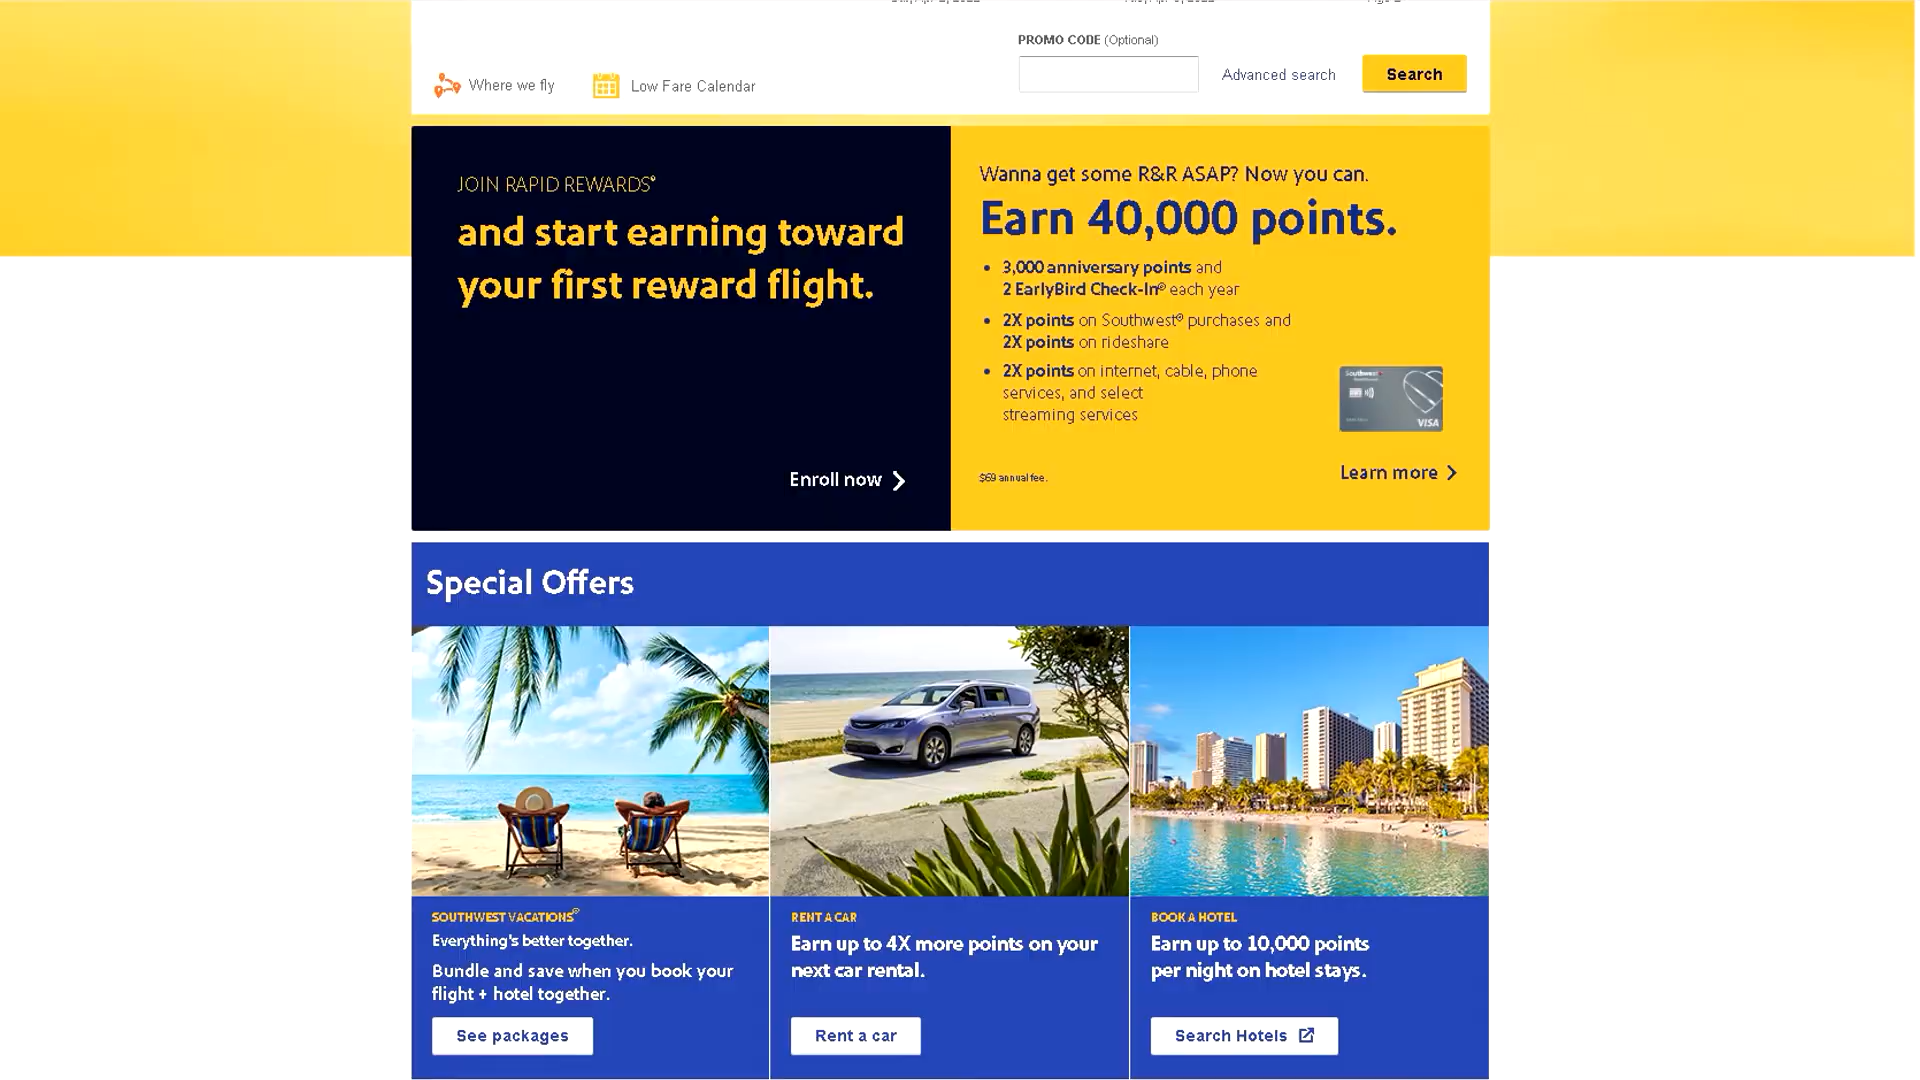 PROMO CODE (Optional)
Where we fly
Low Fare Calendar
Advanced search
Search
JOIN RAPID REWARDS®
and start earning toward
your first reward flight.
Enroll now
Wanna get some R&R ASAP? Now you can.
Earn 40,000 points.
• 3,000 anniversary points and
2 EarlyBird Check-In® each year
• 2X points on Southwest® purchases and
2X points on rideshare
• 2X points on internet, cable, phone
services, and select
streaming services
Southwest
VISA
$69 annual fee.
Learn more
Special Offers
SOUTHWEST VACATIONS®
Everything's better together.
Bundle and save when you book your
flight + hotel together.
See packages
RENT A CAR
Earn up to 4X more points on your
next car rental.
Rent a car
BOOK A HOTEL
Earn up to 10,000 points
per night on hotel stays.
Search Hotels